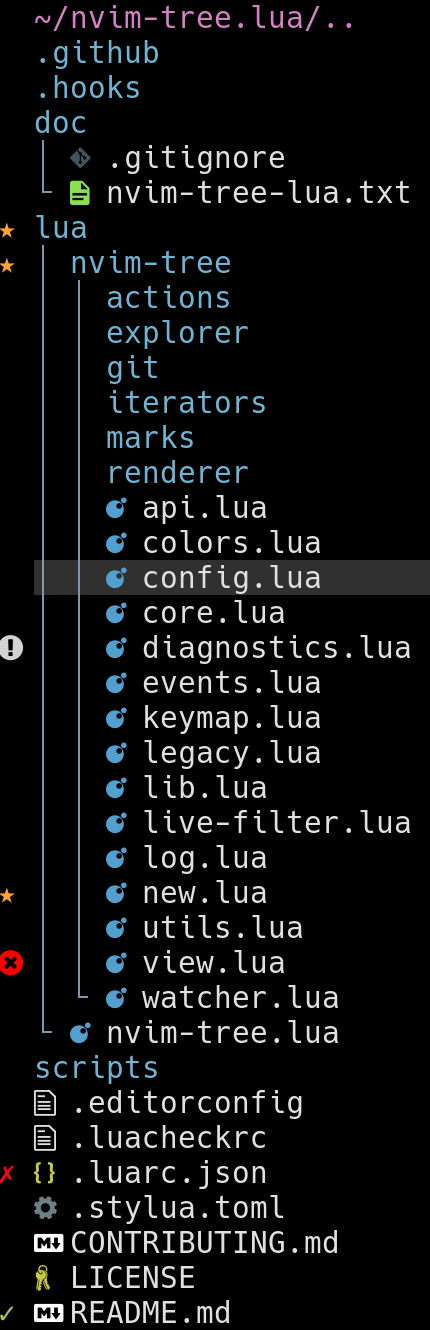 ~/nvim-tree.lua/..
.github
.hooks
doc
.gitignore
nvim-tree-lua.txt
lua
nvim-tree
actions
explorer
git
iterators
marks
renderer
api.lua
colors.lua
config.lua
core.lua
diagnostics.lua
events.lua
keymap.lua
legacy.lua
lib.lua
live-filter.lua
log.lua
new.lua
utils.lua
view.lua
watcher.lua
nvim-tree.lua
scripts
.editorconfig
.luacheckrc
.luarc.json
.stylua.toml
CONTRIBUTING.md
LICENSE
README.md